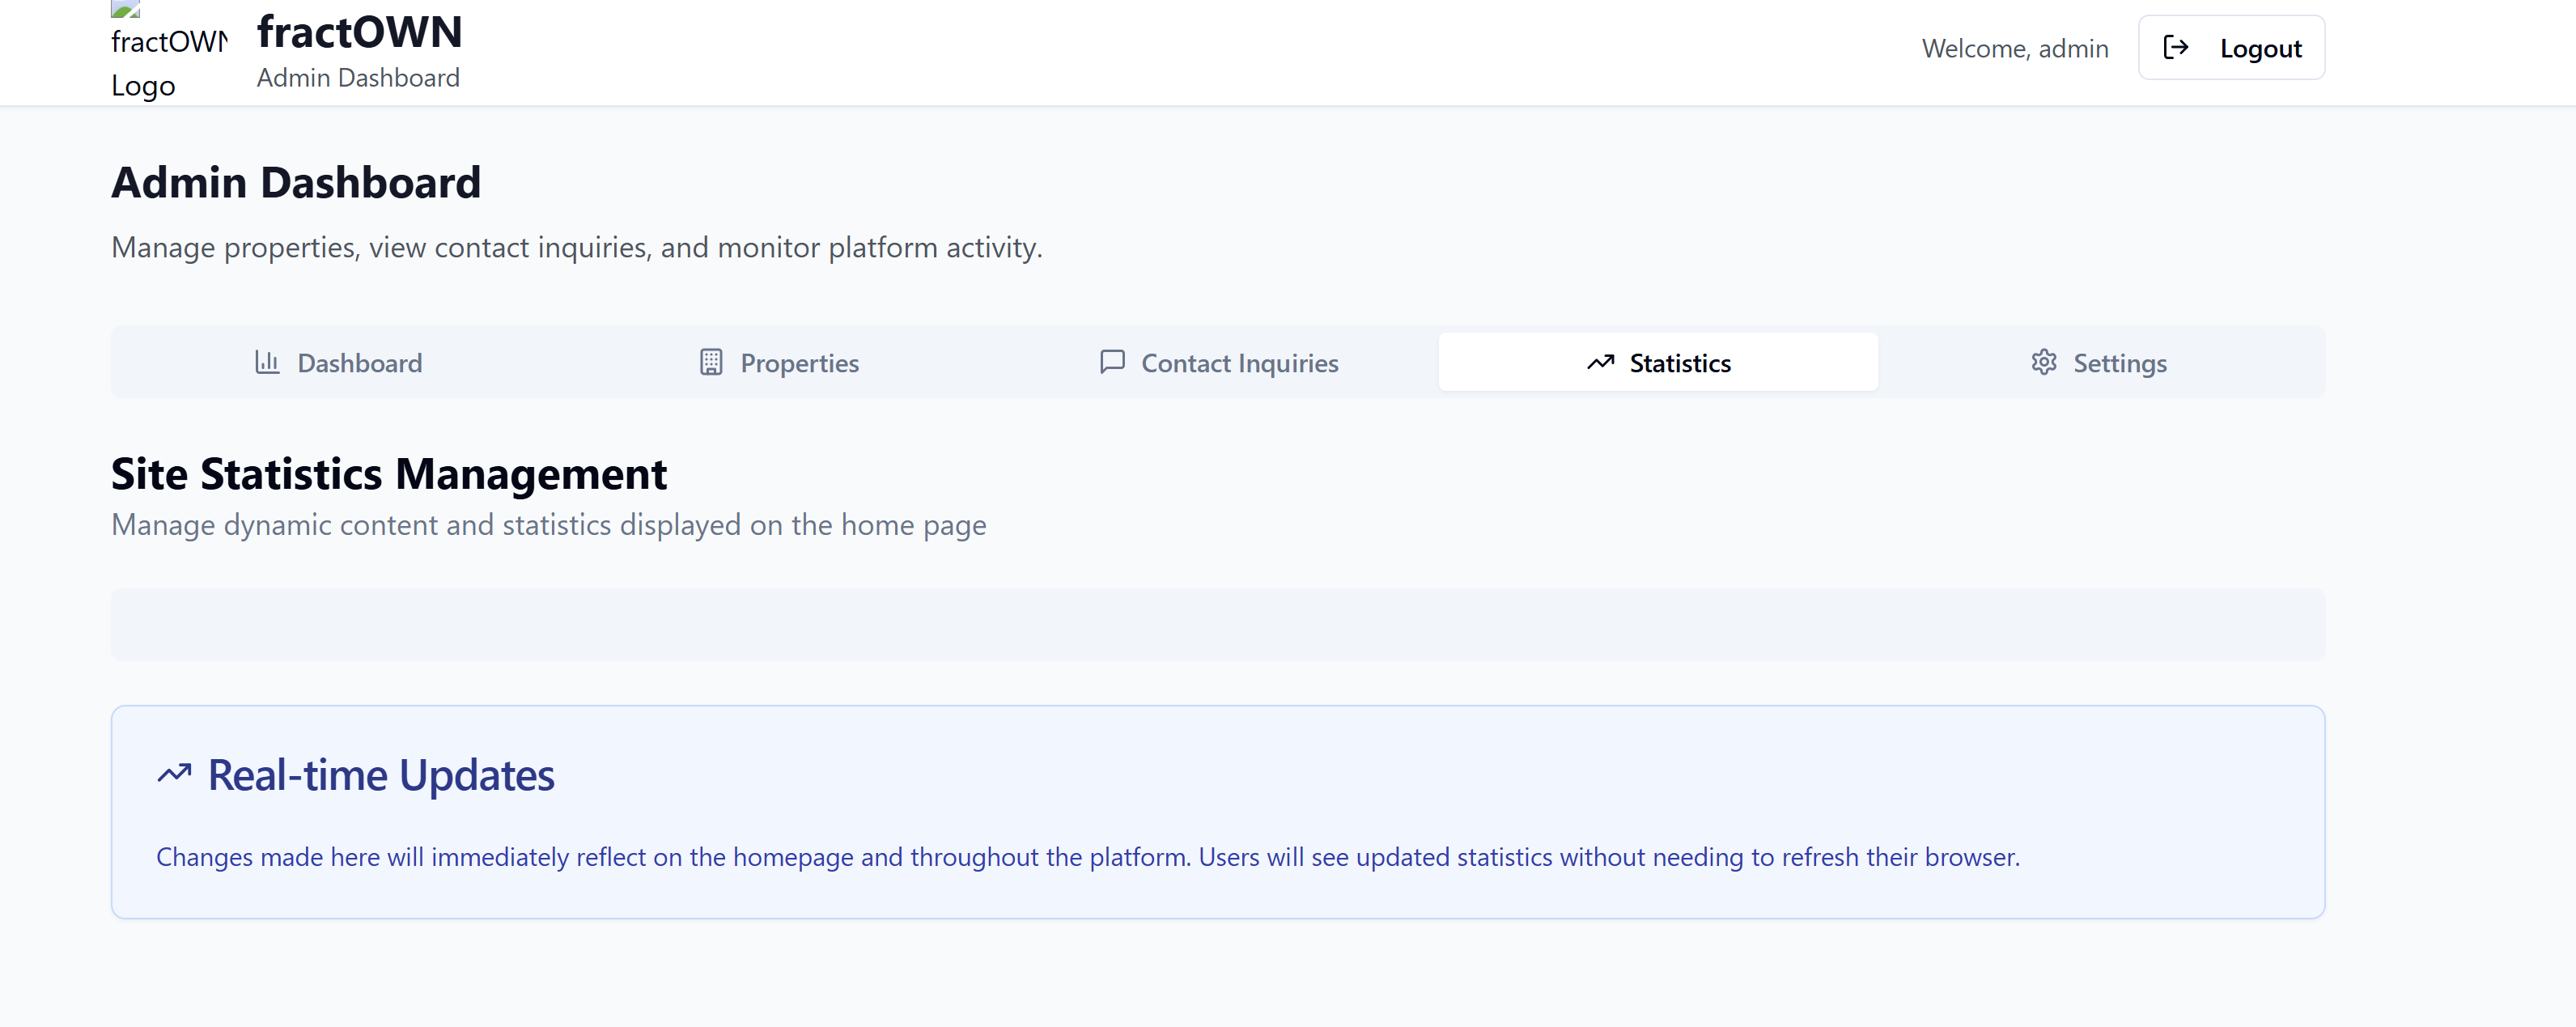 fractOWN
Logo
fractOWN
Admin Dashboard
Welcome, admin
Logout
Admin Dashboard
Manage properties, view contact inquiries, and monitor platform activity.
Dashboard
Properties
Contact Inquiries
Statistics
Settings
Site Statistics Management
Manage dynamic content and statistics displayed on the home page
Real-time Updates
Changes made here will immediately reflect on the homepage and throughout the platform. Users will see updated statistics without needing to refresh their browser.